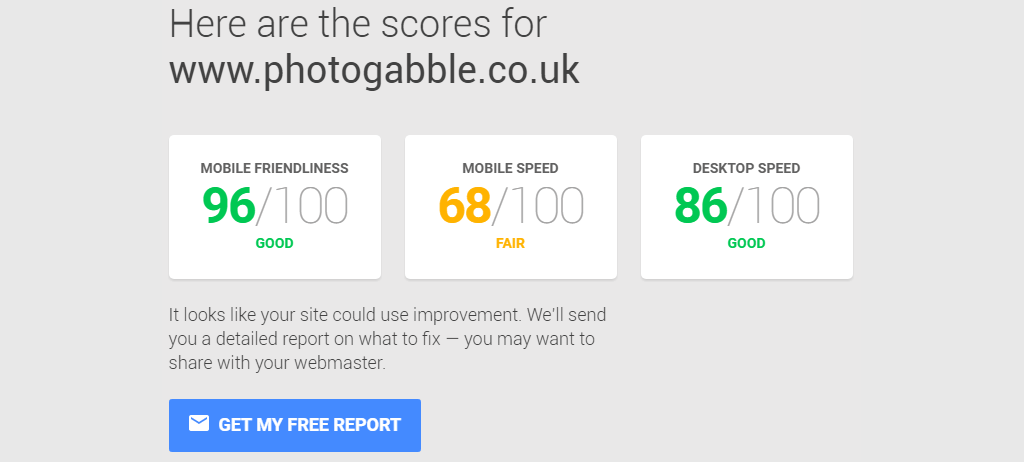 Here are the scores for
www.photogabble.co.uk
MOBILE FRIENDLINESS
96/100
GOOD
MOBILE SPEED
68/100
FAIR
DESKTOP SPEED
86/100
GOOD
It looks like your site could use improvement. We'll send
you a detailed report on what to fix — you may want to
share with your webmaster.
GET MY FREE REPORT